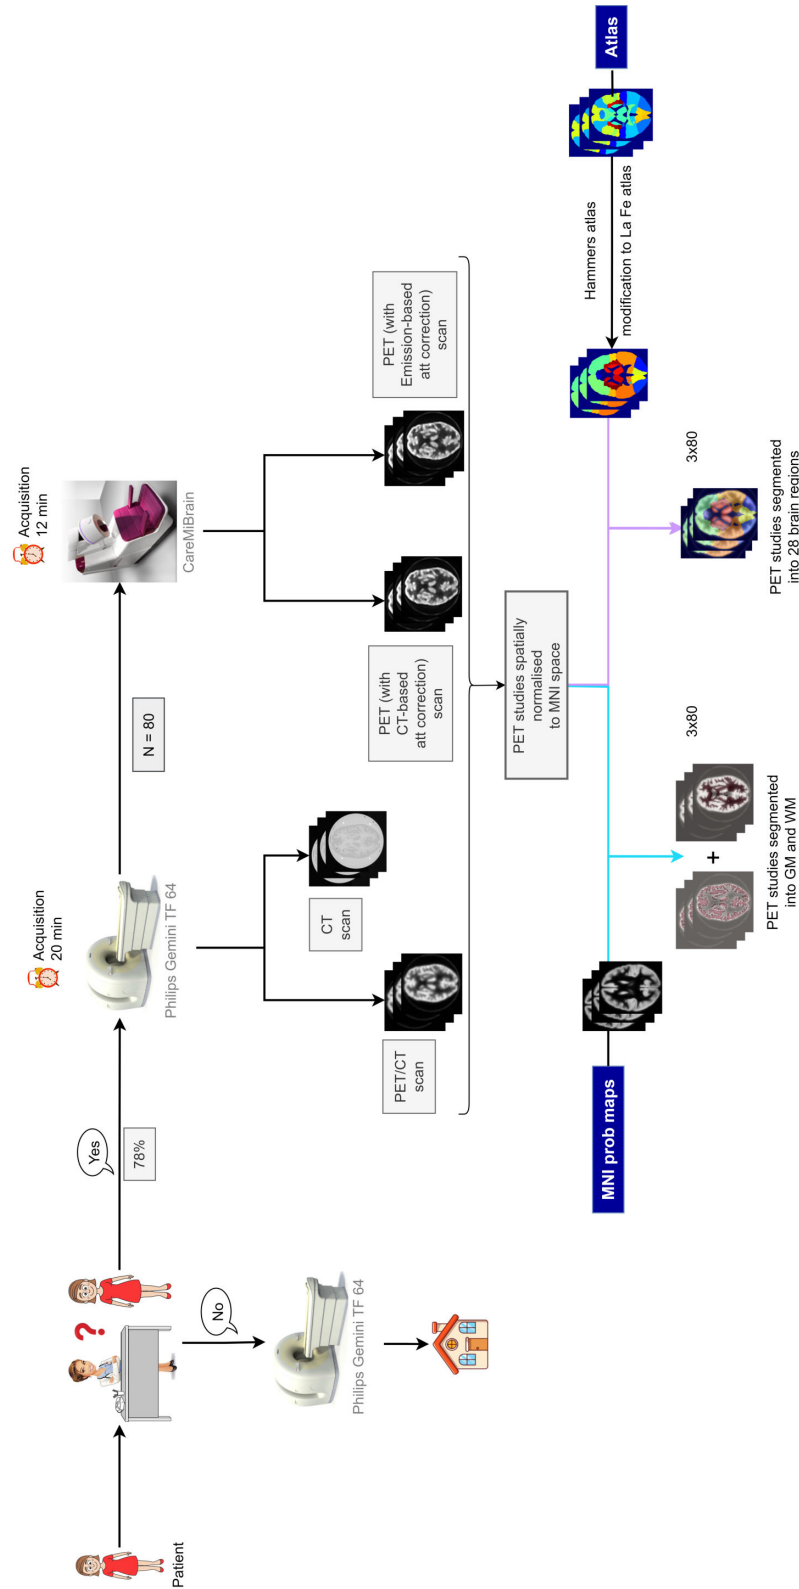 Patient
Yes
78%
No
Philips Gemini TF 64
Acquisition
20 min
Philips Gemini TF 64
N = 80
Acquisition
12 min
CareMiBrain
PET/CT
scan
CT
scan
PET (with
CT-based
att correction)
scan
PET (with
Emission-based
att correction)
scan
PET studies spatially
normalised
to MNI space
MNI prob maps
Hammers atlas
modification to La Fe atlas
Atlas
+
3x80
PET studies segmented
into GM and WM
3x80
PET studies segmented
into 28 brain regions